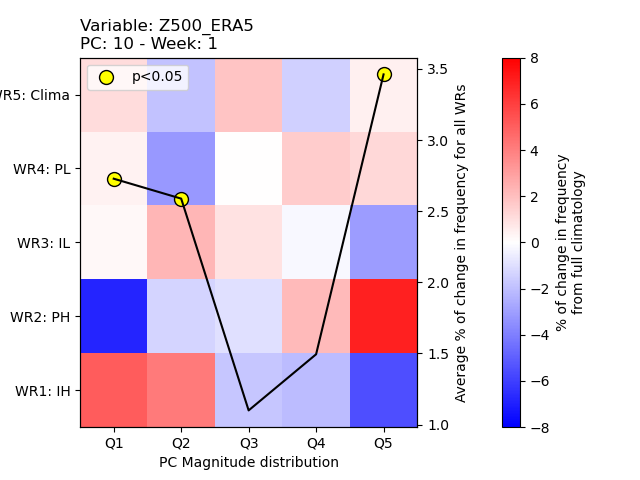 Variable: Z500_ERA5
PC: 10 - Week: 1
p<0.05
WR5: Clima
WR4: PL
WR3: IL
WR2: PH
WR1: IH
Q1 Q2 Q3 Q4 Q5
PC Magnitude distribution
3.5
3.0
2.5
2.0
1.5
1.0
Average % of change in frequency for all WRs
8
6
4
2
0
−2
−4
−6
−8
% of change in frequency
from full climatology